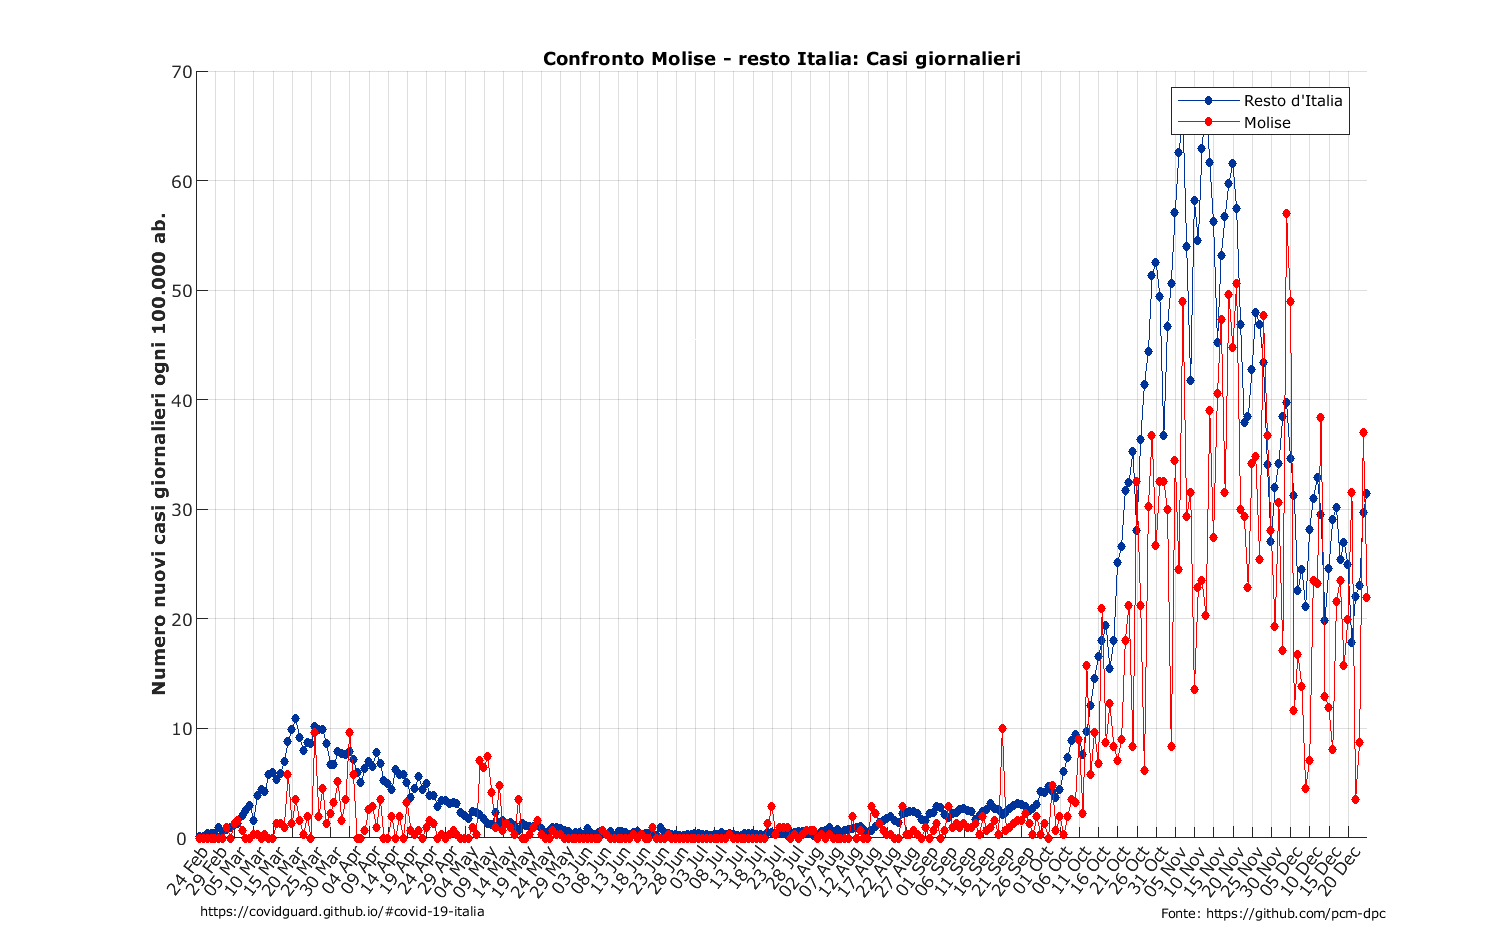 Confronto Molise - resto Italia: Casi giornalieri
Resto d'Italia
Molise
Numero nuovi casi giornalieri ogni 100.000 ab.
70
60
50
40
30
20
10
0
24 Feb
29 Feb
05 Mar
10 Mar
15 Mar
20 Mar
25 Mar
30 Mar
04 Apr
09 Apr
14 Apr
19 Apr
24 Apr
29 Apr
04 May
09 May
14 May
19 May
24 May
29 May
03 Jun
08 Jun
13 Jun
18 Jun
23 Jun
28 Jun
03 Jul
08 Jul
13 Jul
18 Jul
23 Jul
28 Jul
02 Aug
07 Aug
12 Aug
17 Aug
22 Aug
27 Aug
01 Sep
06 Sep
11 Sep
16 Sep
21 Sep
26 Sep
01 Oct
06 Oct
11 Oct
16 Oct
21 Oct
26 Oct
31 Oct
05 Nov
10 Nov
15 Nov
20 Nov
25 Nov
30 Nov
05 Dec
10 Dec
15 Dec
20 Dec
https://covidguard.github.io/#covid-19-italia
Fonte: https://github.com/pcm-dpc